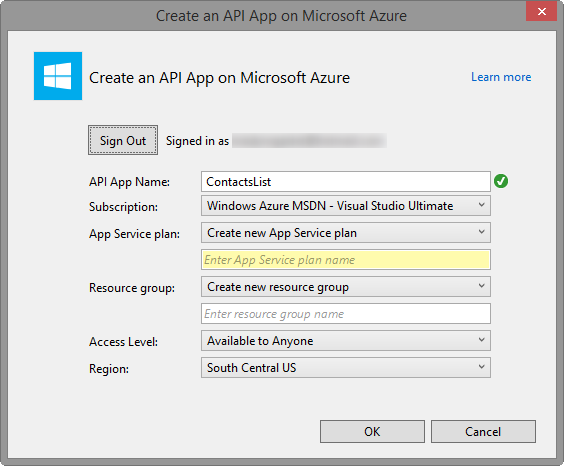 Create an API App on Microsoft Azure
Create an API App on Microsoft Azure
Learn more
Sign Out Signed in as
API App Name: ContactsList
Subscription: Windows Azure MSDN - Visual Studio Ultimate
App Service plan: Create new App Service plan
Enter App Service plan name
Resource group: Create new resource group
Enter resource group name
Access Level: Available to Anyone
Region: South Central US
OK Cancel